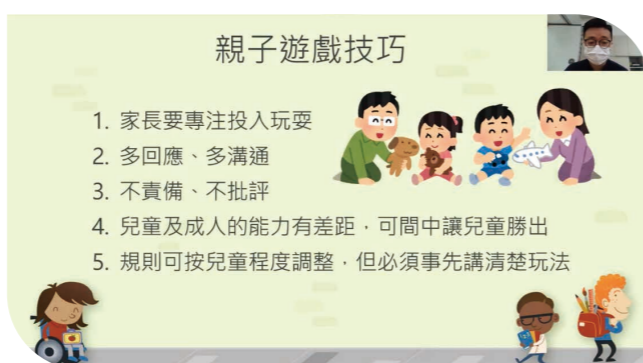 親子遊戲技巧
1. 家長要專注投入玩耍
2. 多回應、多溝通
3. 不責備、不批評
4. 兒童及成人的能力有差距，可間中讓兒童勝出
5. 規則可按兒童程度調整，但必須事先講清楚玩法